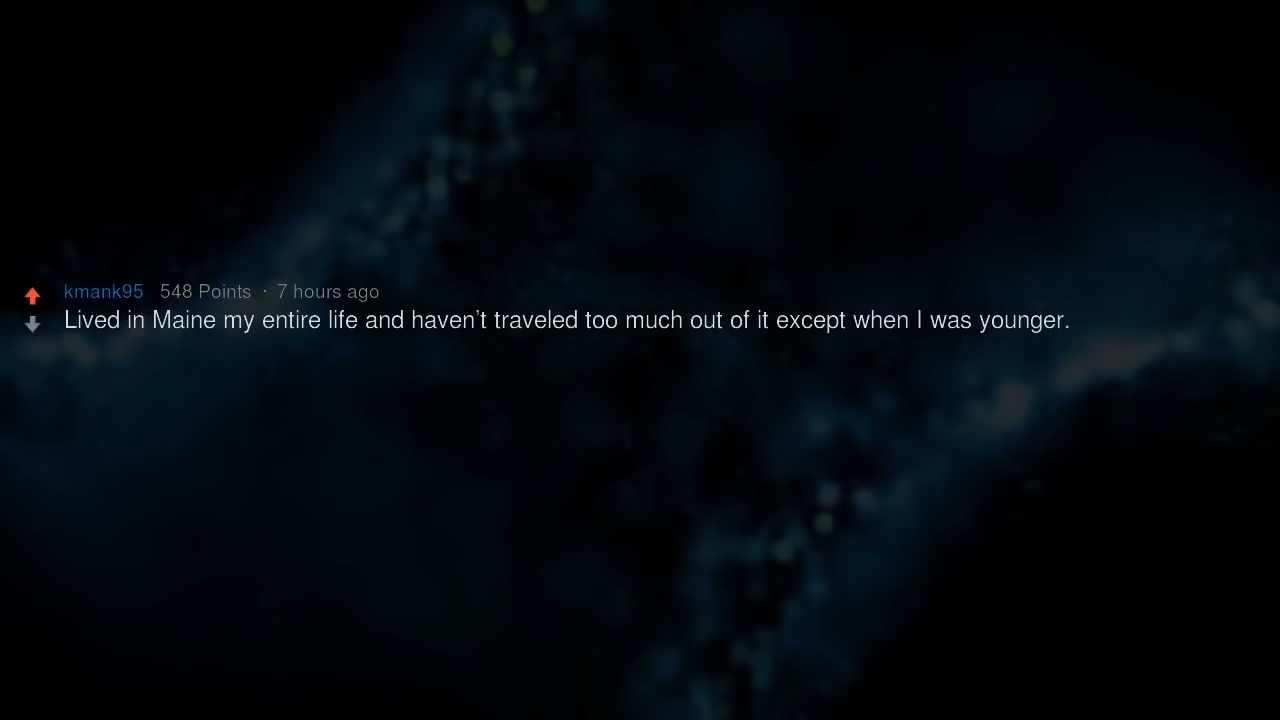 kmank95 548 Points · 7 hours ago
Lived in Maine my entire life and haven't traveled too much out of it except when I was younger.